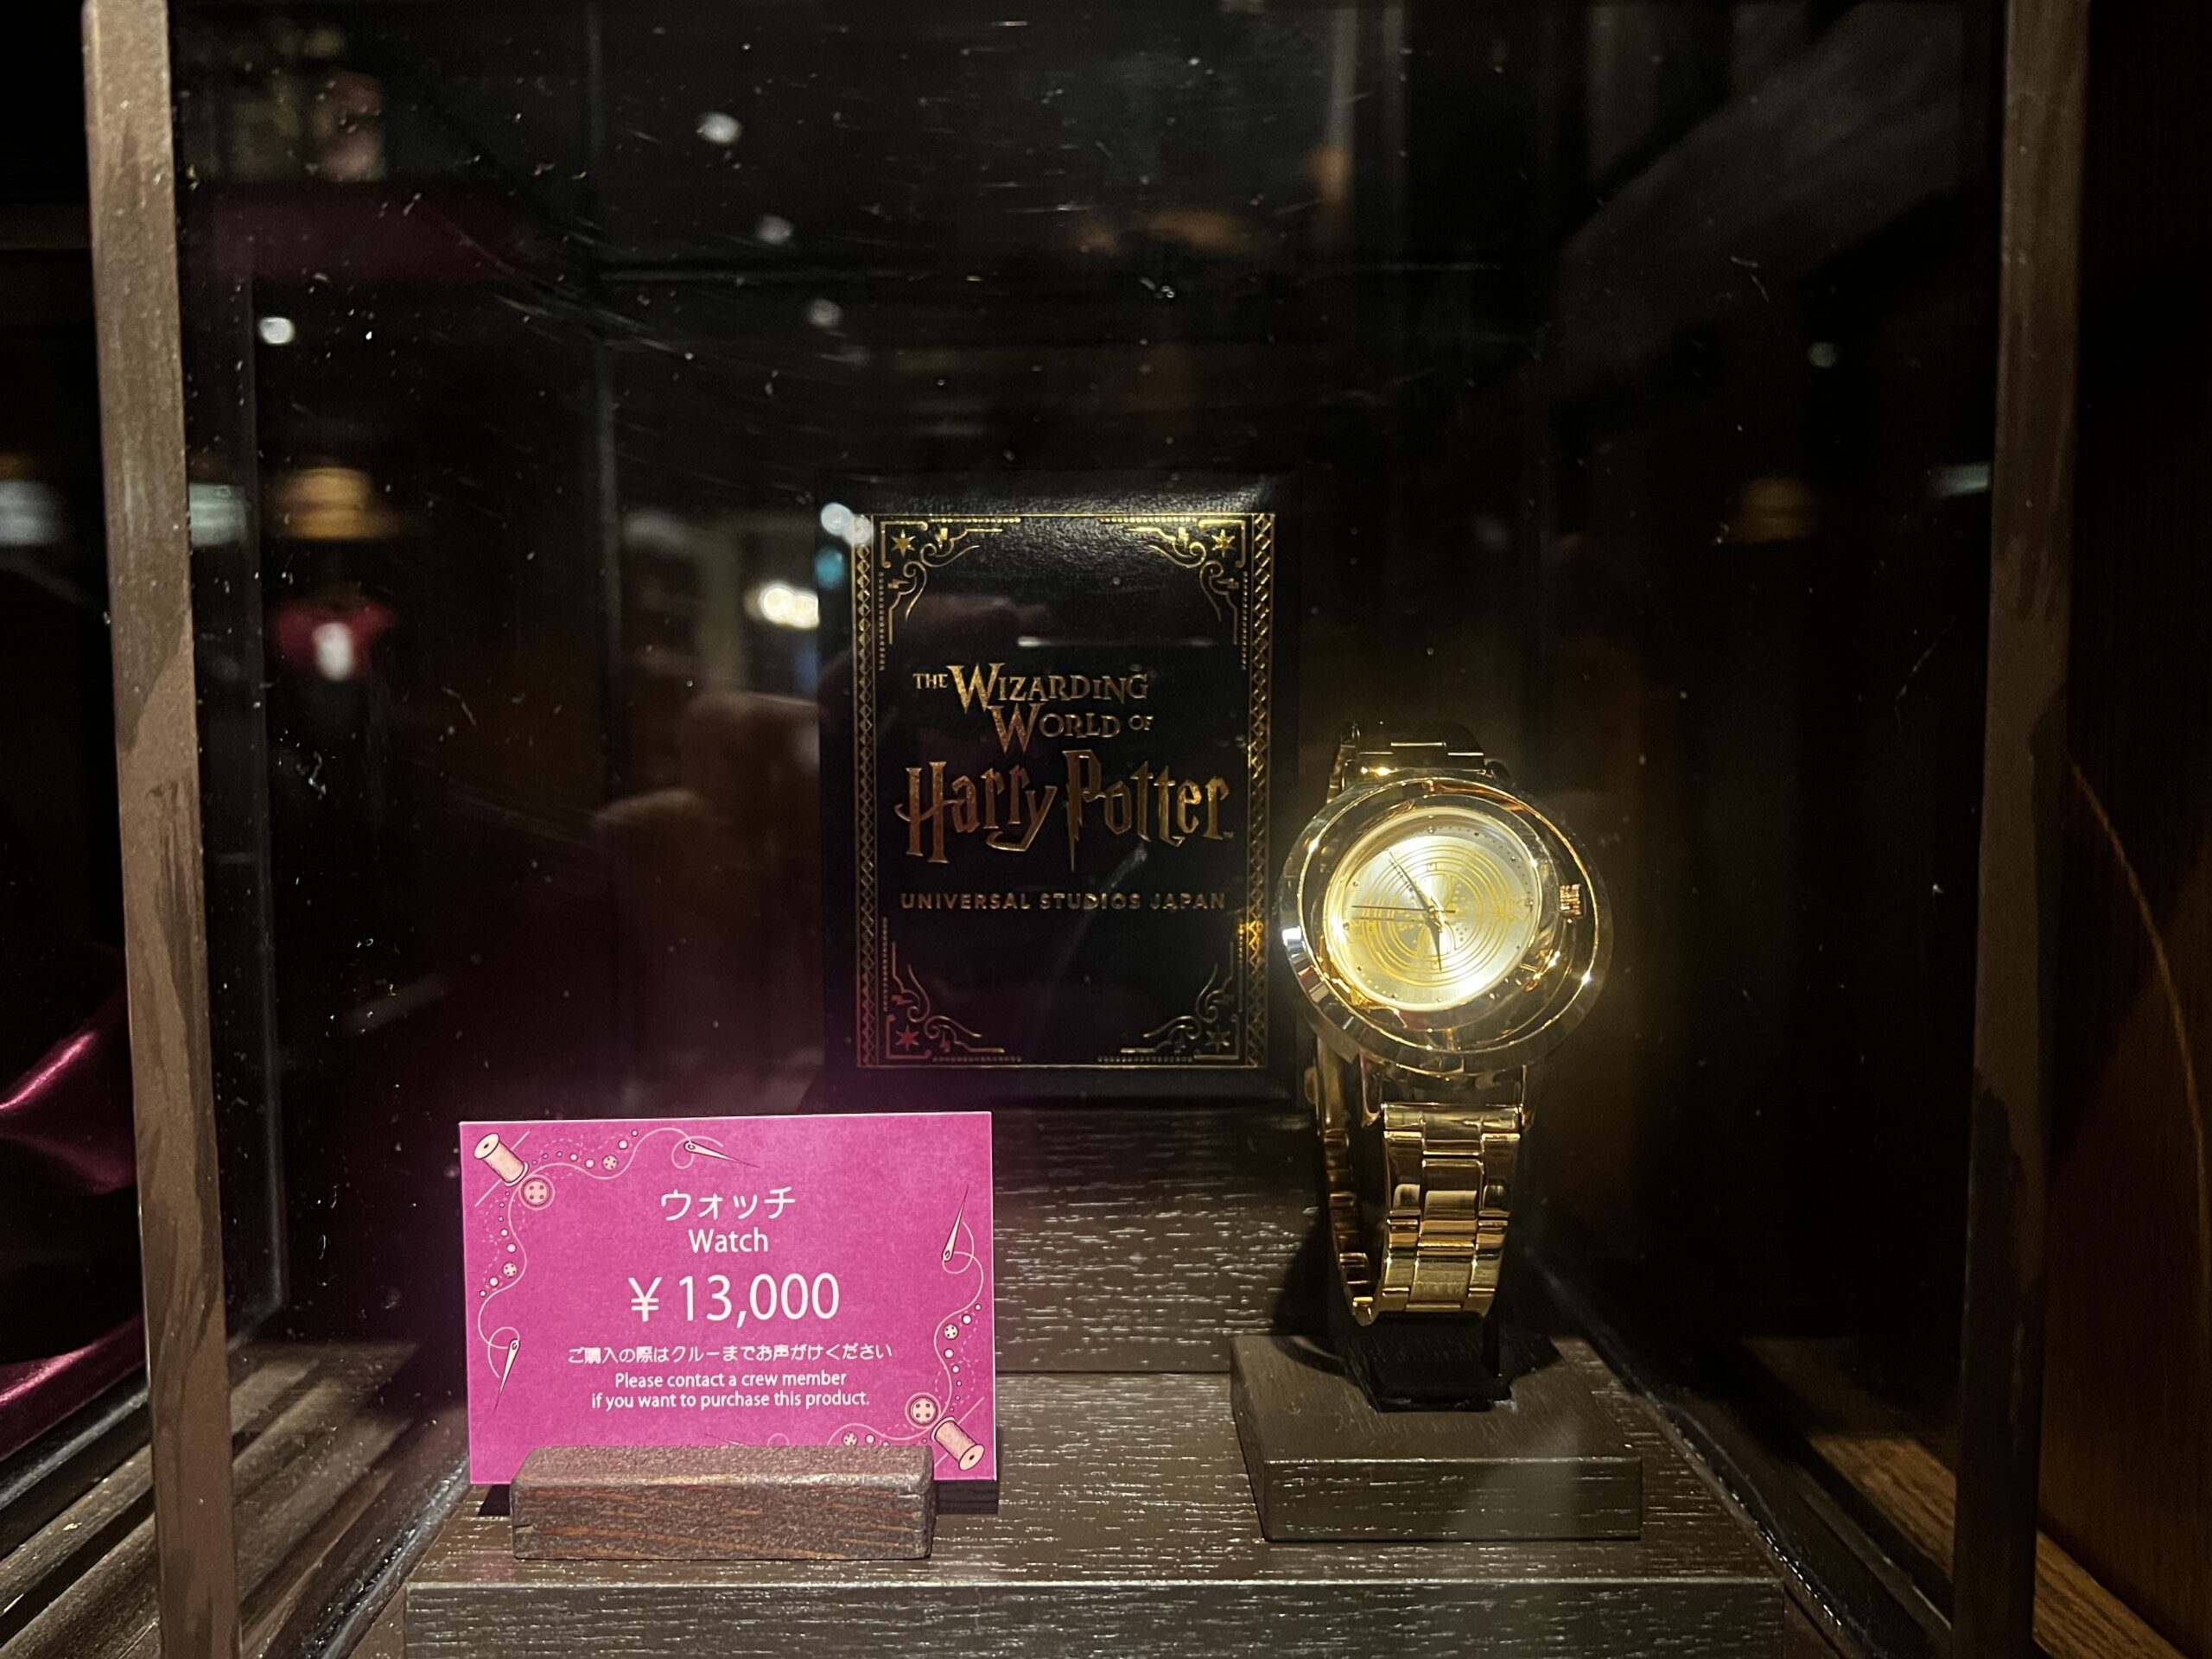 THE WIZARDING
WORLD OF
Harry Potter™
UNIVERSAL STUDIOS JAPAN
ウォッチ
Watch
¥ 13,000
ご購入の際はクルーまでお声がけください
Please contact a crew member
if you want to purchase this product.